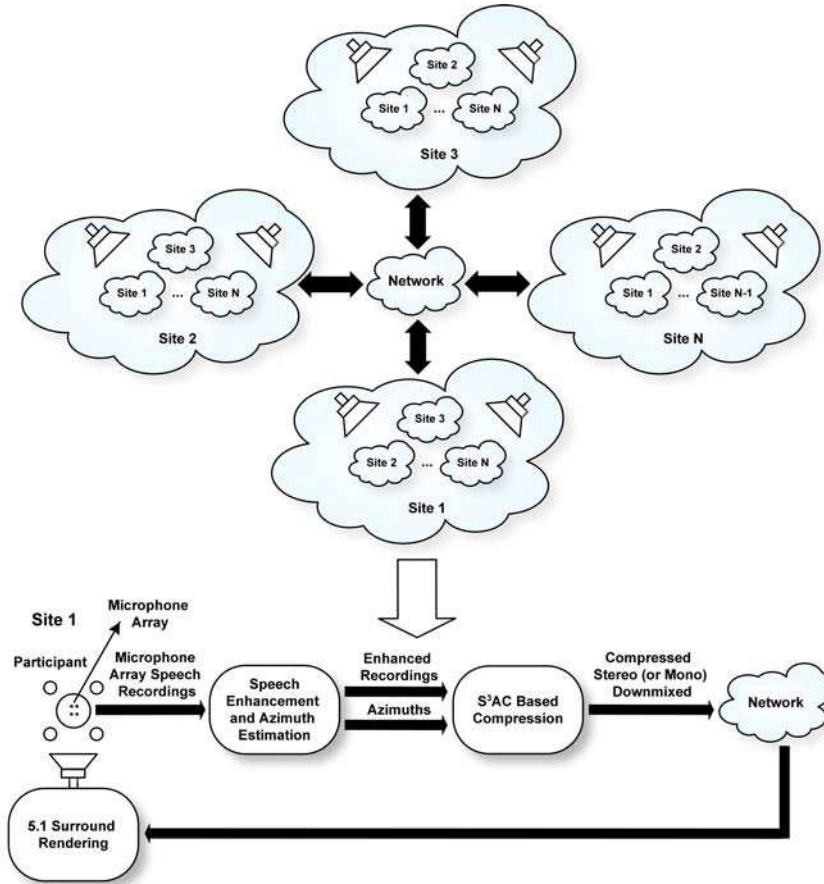 Site 2
Site 1 ... Site N
Site 3
Site 3
Site 1 ... Site N
Site 2
Network
Site 2
Site 1 ... Site N-1
Site N
Site 3
Site 2 ... Site N
Site 1
Site 1
Microphone
Array
Participant
Microphone
Array Speech
Recordings
Speech
Enhancement
and Azimuth
Estimation
Enhanced
Recordings
Azimuths
S³AC Based
Compression
Compressed
Stereo (or Mono)
Downmixed
Network
5.1 Surround
Rendering